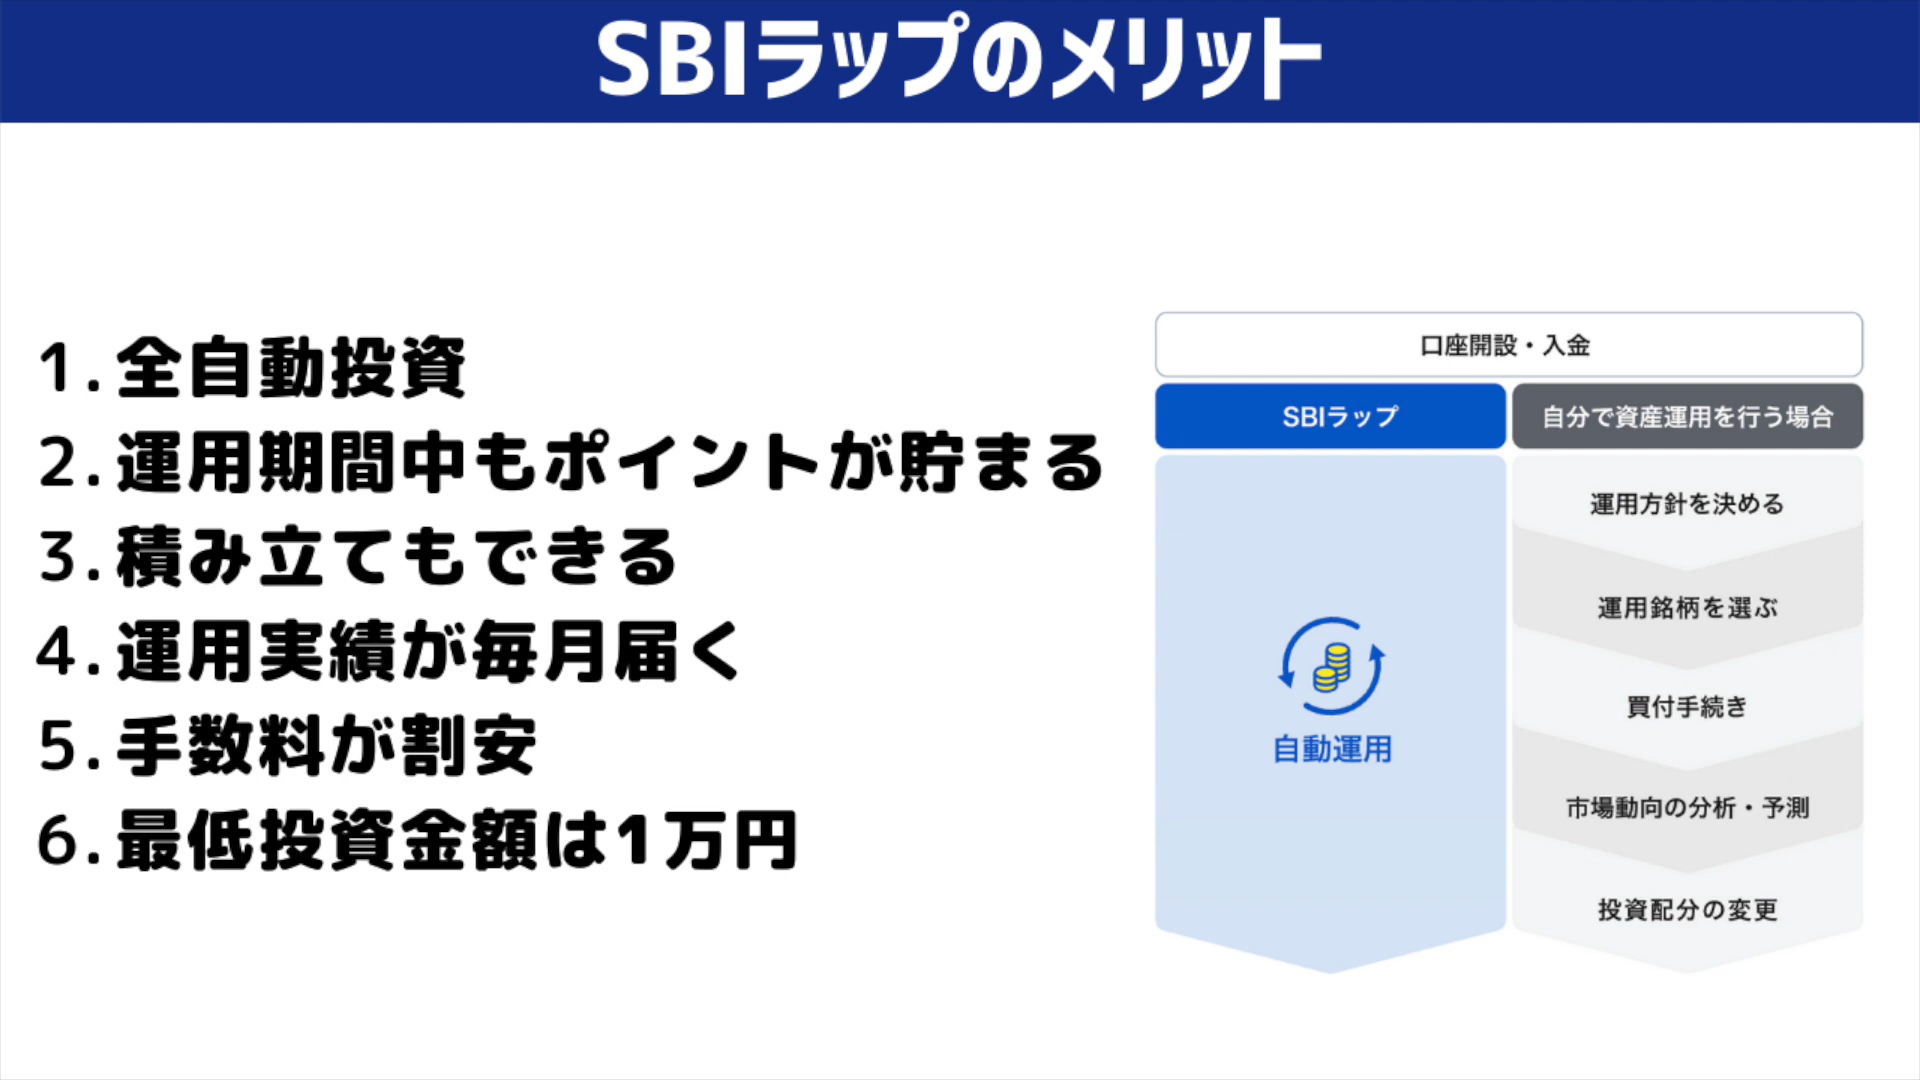 SBIラップのメリット
1.全自動投資
2.運用期間中もポイントが貯まる
3.積み立てもできる
4.運用実績が毎月届く
5.手数料が割安
6.最低投資金額は1万円
口座開設・入金
SBIラップ
自動運用
自分で資産運用を行う場合
運用方針を決める
運用銘柄を選ぶ
買付手続き
市場動向の分析・予測
投資配分の変更